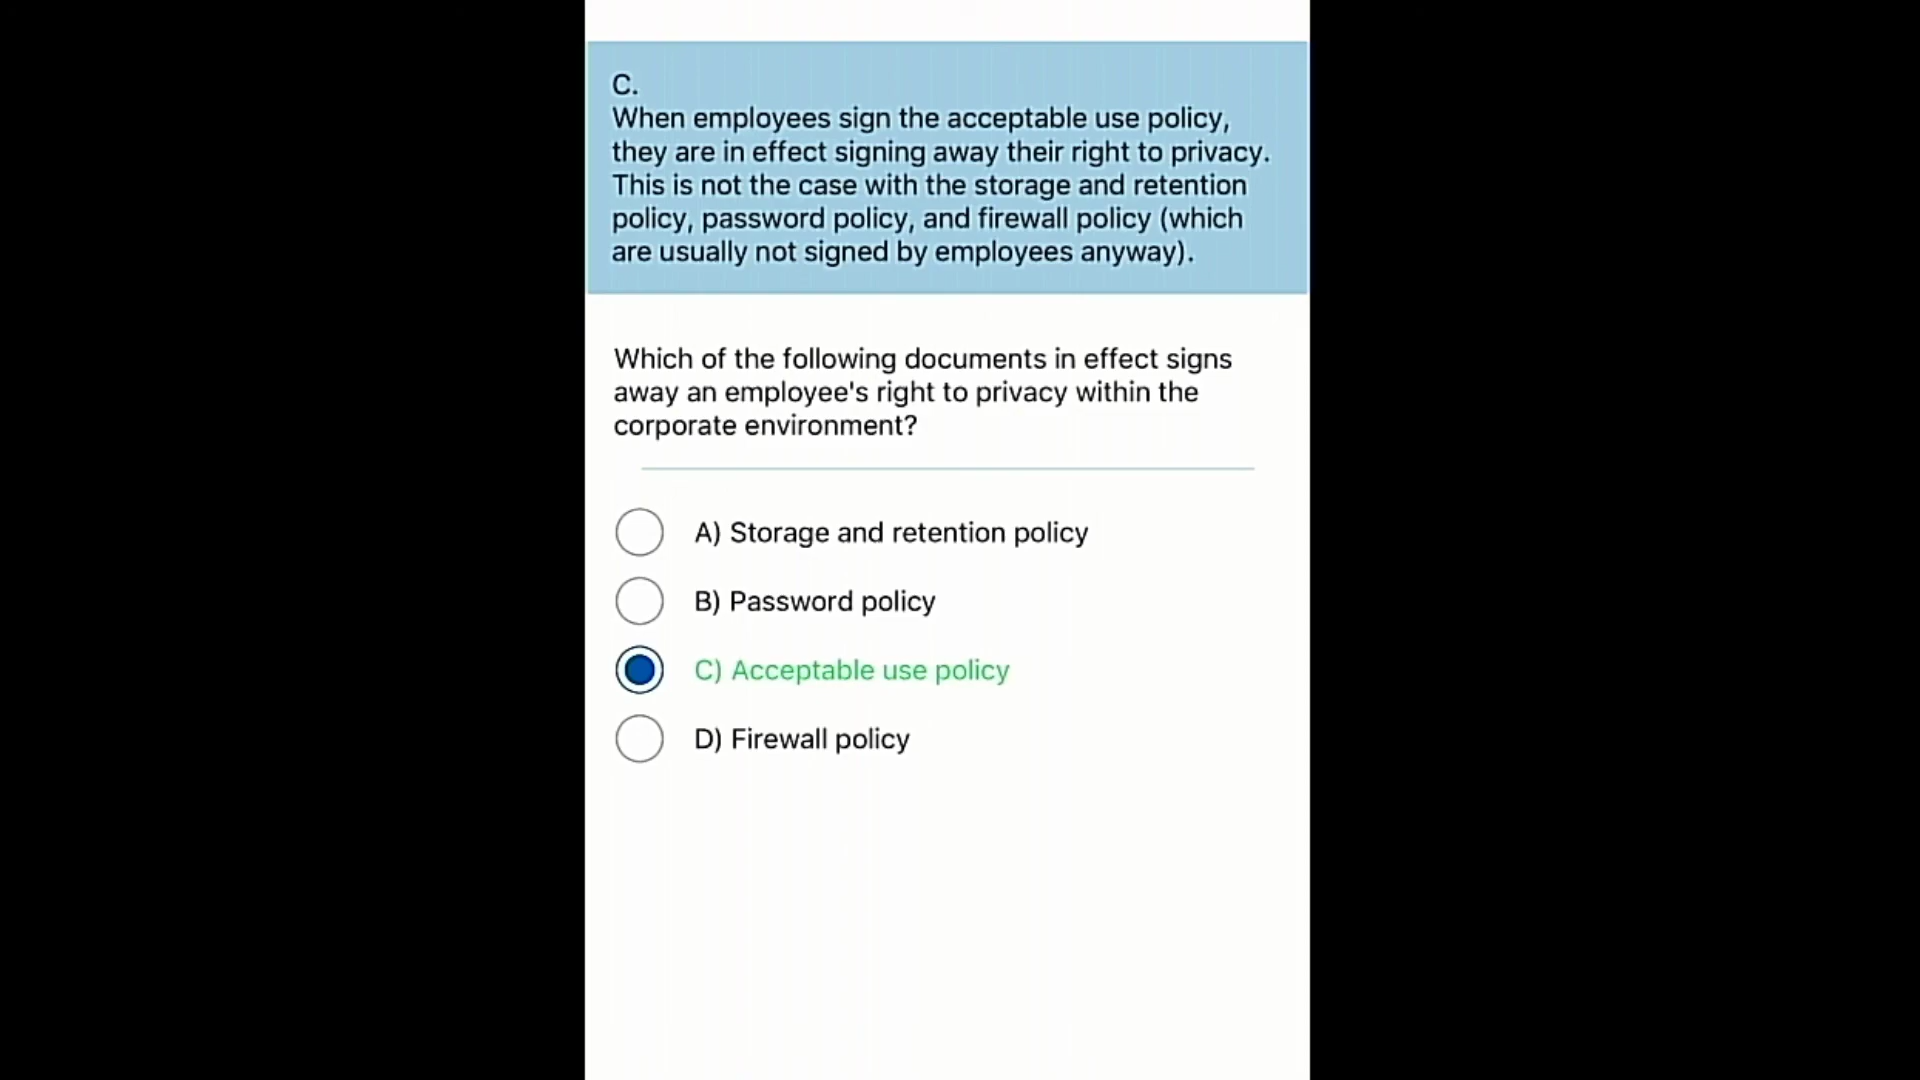 C.
When employees sign the acceptable use policy,
they are in effect signing away their right to privacy.
This is not the case with the storage and retention
policy, password policy, and firewall policy (which
are usually not signed by employees anyway).
Which of the following documents in effect signs
away an employee's right to privacy within the
corporate environment?
A) Storage and retention policy
B) Password policy
C) Acceptable use policy
D) Firewall policy